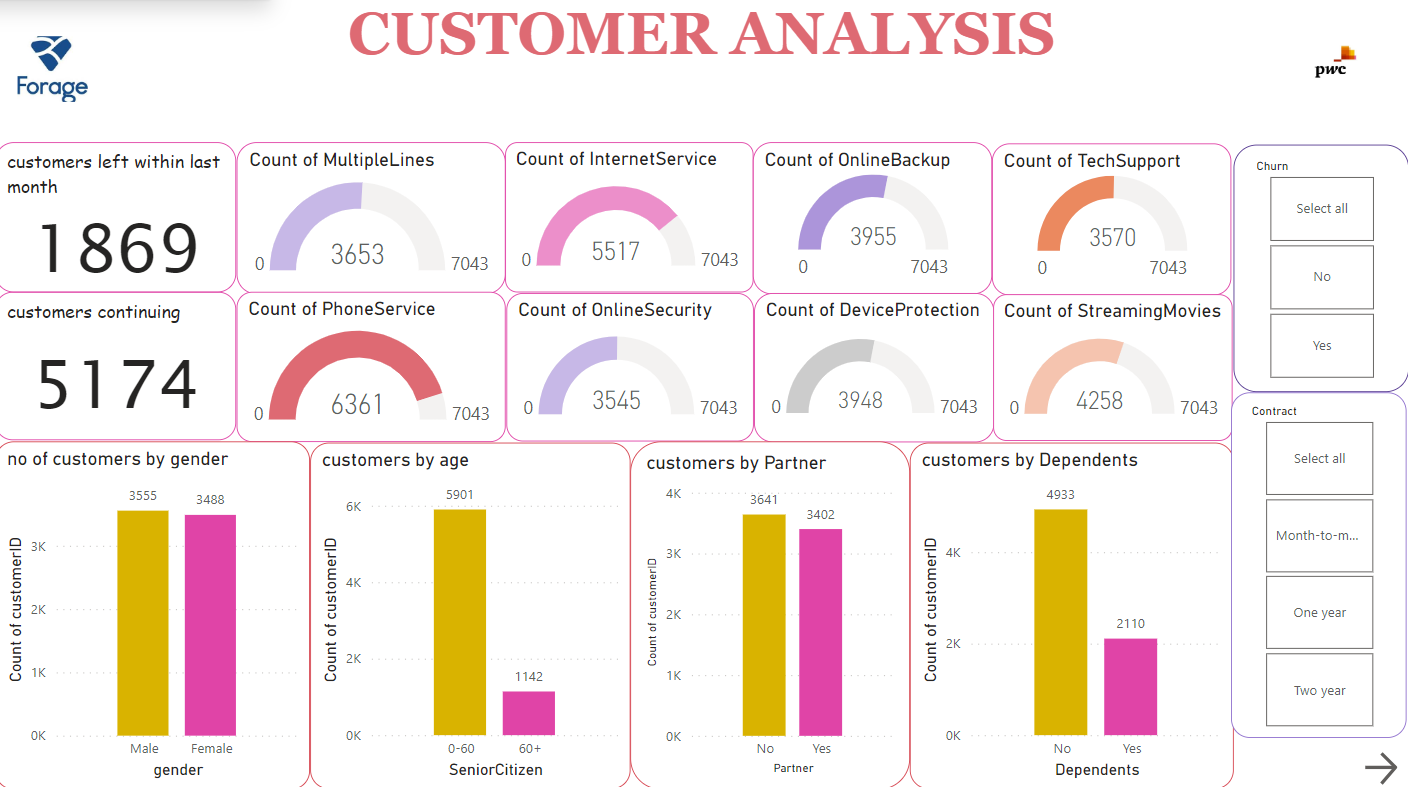 CUSTOMER ANALYSIS
Forage
pwc
customers left within last
month
1869
Count of MultipleLines
3653
0
7043
Count of InternetService
5517
0
7043
Count of OnlineBackup
3955
0
7043
Count of TechSupport
3570
0
7043
customers continuing
5174
Count of PhoneService
6361
0
7043
Count of OnlineSecurity
3545
0
7043
Count of DeviceProtection
3948
0
7043
Count of StreamingMovies
4258
0
7043
Churn
Select all
No
Yes
Contract
Select all
Month-to-m...
One year
Two year
no of customers by gender
Count of customerID
3K
2K
1K
0K
3555
3488
Male
Female
gender
customers by age
Count of customerID
6K
4K
2K
0K
5901
1142
0-60
60+
SeniorCitizen
customers by Partner
Count of customerID
4K
3K
2K
1K
0K
3641
3402
No
Yes
Partner
customers by Dependents
Count of customerID
4K
2K
0K
4933
2110
No
Yes
Dependents